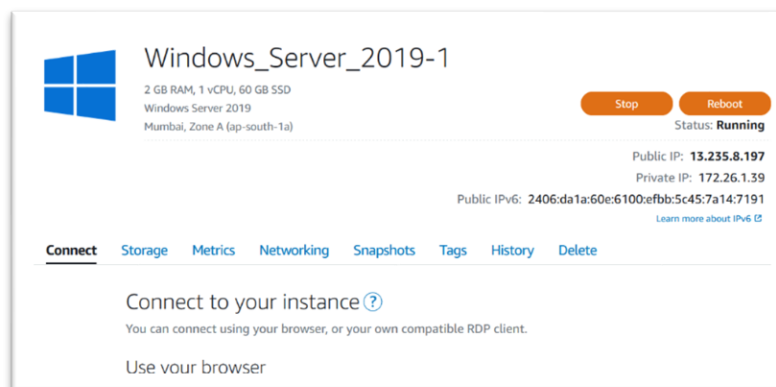 Windows_Server_2019-1
2 GB RAM, 1 vCPU, 60 GB SSD
Windows Server 2019
Mumbai, Zone A (ap-south-1a)
Stop
Reboot
Status: Running
Public IP: 13.235.8.197
Private IP: 172.26.1.39
Public IPv6: 2406:da1a:60e:6100:efbb:5c45:7a14:7191
Learn more about IPv6
Connect Storage Metrics Networking Snapshots Tags History Delete
Connect to your instance ?
You can connect using your browser, or your own compatible RDP client.
Use your browser